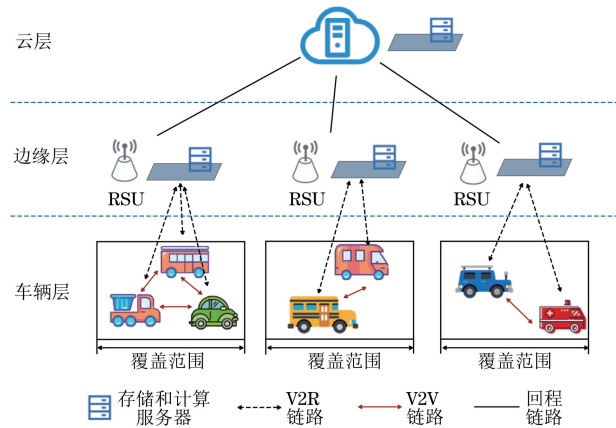 云层
边缘层
RSU
RSU
RSU
车辆层
覆盖范围
覆盖范围
覆盖范围
存储和计算
服务器
V2R
链路
V2V
链路
回程
链路